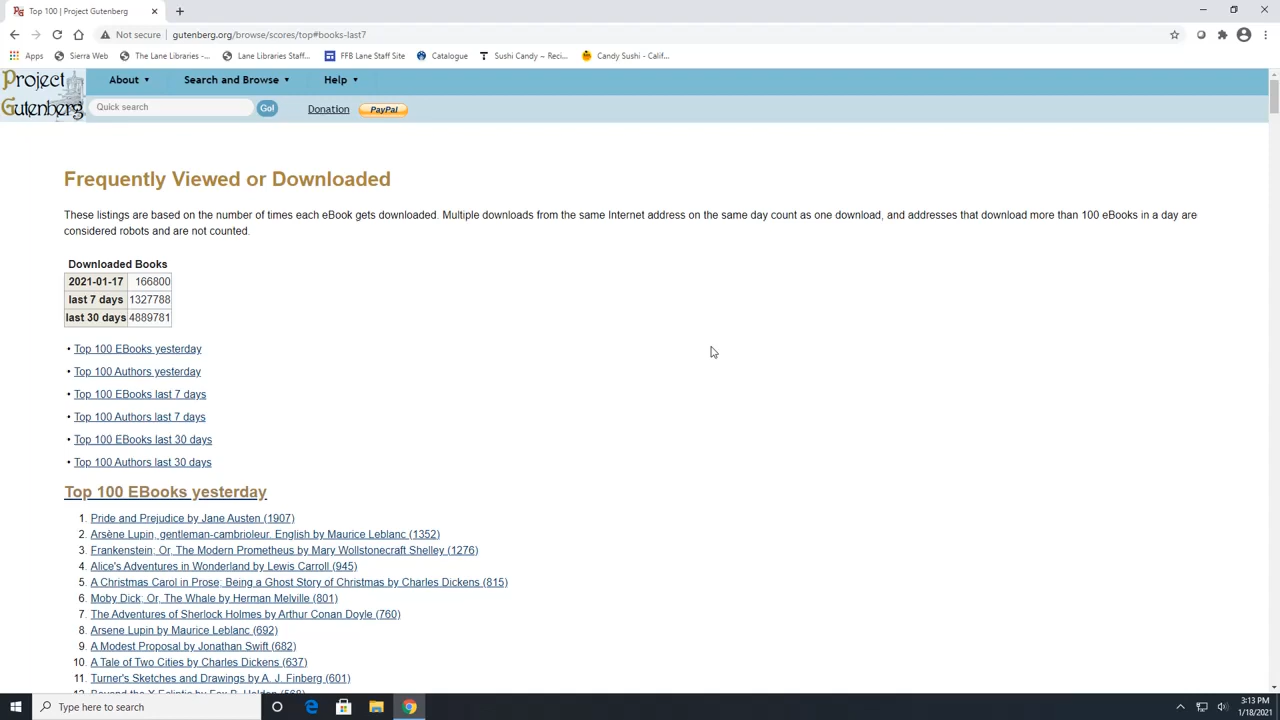 Top 100 | Project Gutenberg
Not secure | gutenberg.org/browse/scores/top#books-last7
Apps Sierra Web The Lane Libraries -... Lane Libraries Staff... FFB Lane Staff Site Catalogue Sushi Candy ~ Reci... Candy Sushi - Calif...
Project Gutenberg
About ▾ Search and Browse ▾ Help ▾
Quick search Go! Donation PayPal
Frequently Viewed or Downloaded
These listings are based on the number of times each eBook gets downloaded. Multiple downloads from the same Internet address on the same day count as one download, and addresses that download more than 100 eBooks in a day are
considered robots and are not counted.
Downloaded Books
2021-01-17 166800
last 7 days 1327788
last 30 days 4889781
• Top 100 EBooks yesterday
• Top 100 Authors yesterday
• Top 100 EBooks last 7 days
• Top 100 Authors last 7 days
• Top 100 EBooks last 30 days
• Top 100 Authors last 30 days
Top 100 EBooks yesterday
1. Pride and Prejudice by Jane Austen (1907)
2. Arsène Lupin, gentleman-cambrioleur. English by Maurice Leblanc (1352)
3. Frankenstein; Or, The Modern Prometheus by Mary Wollstonecraft Shelley (1276)
4. Alice's Adventures in Wonderland by Lewis Carroll (945)
5. A Christmas Carol in Prose; Being a Ghost Story of Christmas by Charles Dickens (815)
6. Moby Dick; Or, The Whale by Herman Melville (801)
7. The Adventures of Sherlock Holmes by Arthur Conan Doyle (760)
8. Arsene Lupin by Maurice Leblanc (692)
9. A Modest Proposal by Jonathan Swift (682)
10. A Tale of Two Cities by Charles Dickens (637)
11. Turner's Sketches and Drawings by A. J. Finberg (601)
Type here to search
3:13 PM
1/18/2021